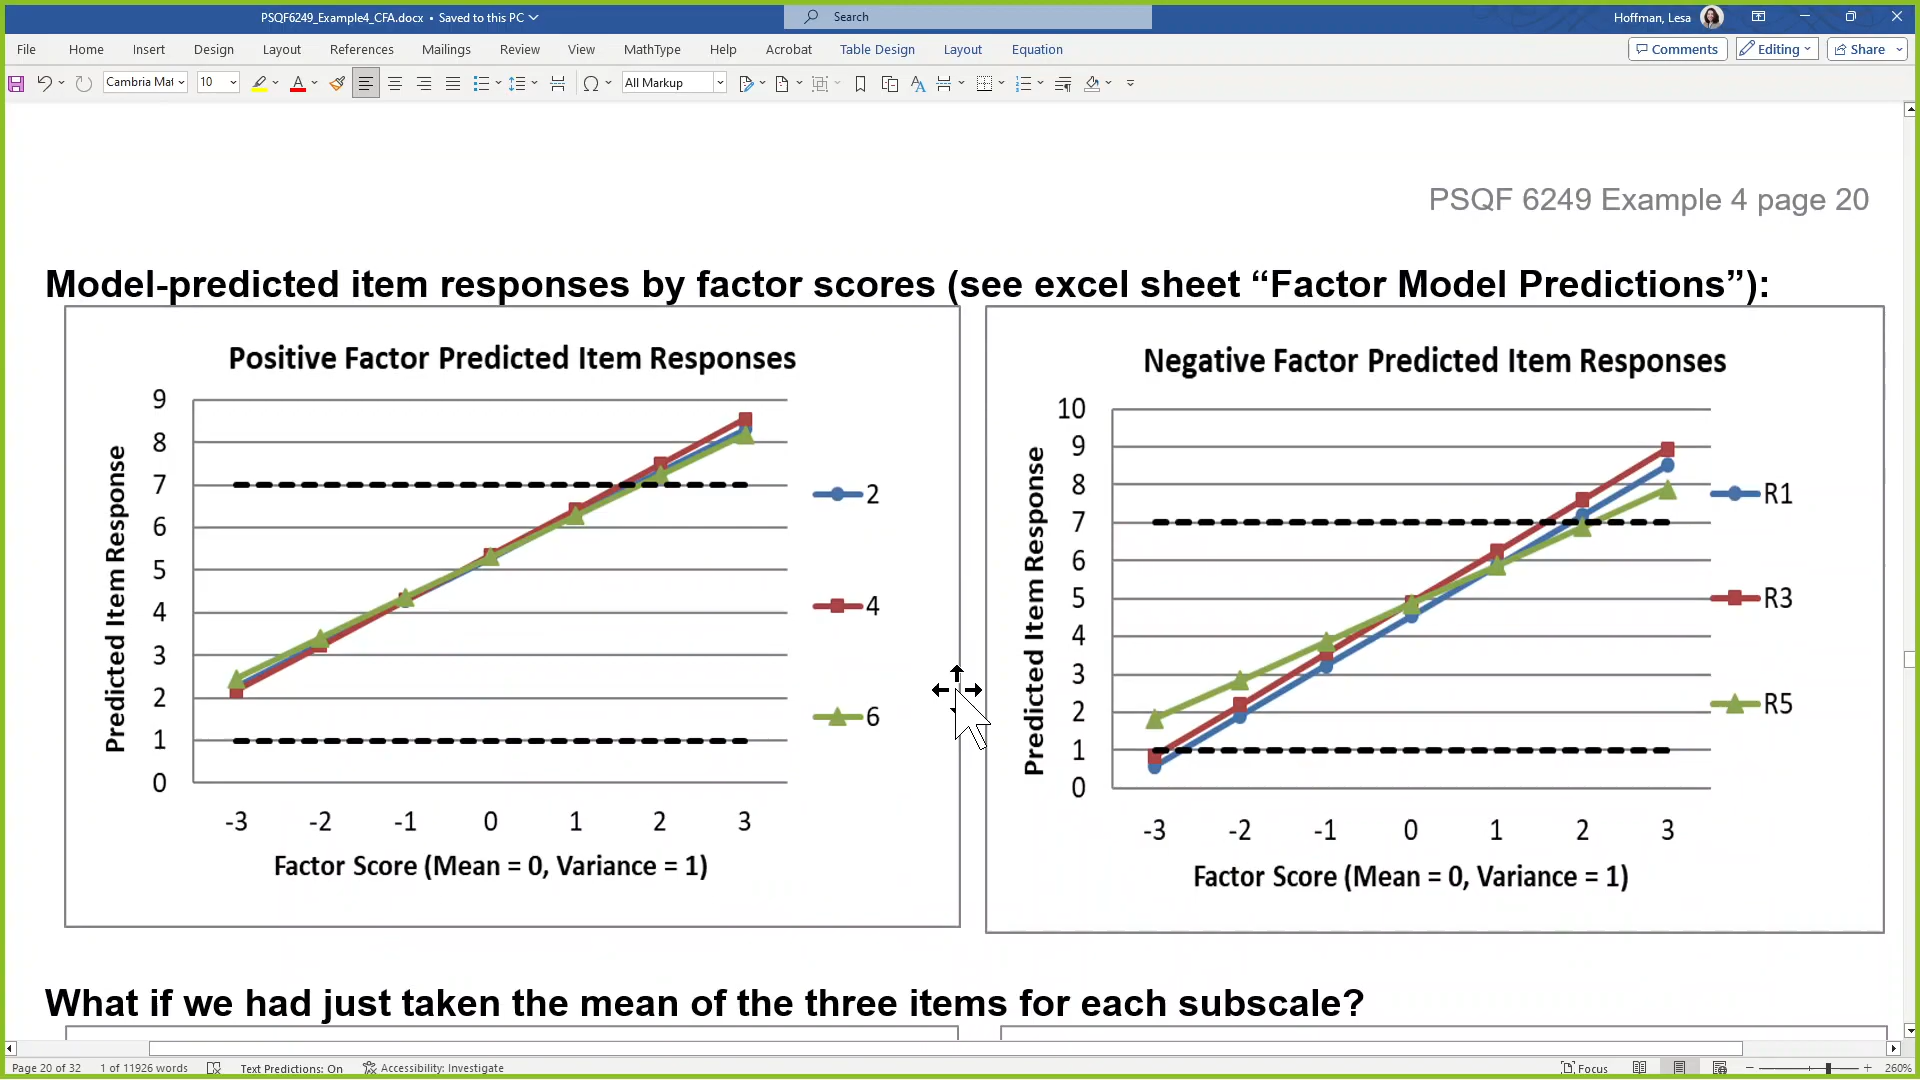 PSQF6249_Example4_CFA.docx • Saved to this PC
Search
Hoffman, Lesa
File Home Insert Design Layout References Mailings Review View MathType Help Acrobat Table Design Layout Equation
Comments Editing Share
Cambria Mat 10 All Markup
PSQF 6249 Example 4 page 20
Model-predicted item responses by factor scores (see excel sheet “Factor Model Predictions”):
Positive Factor Predicted Item Responses
Predicted Item Response
9
8
7
6
5
4
3
2
1
0
-3 -2 -1 0 1 2 3
Factor Score (Mean = 0, Variance = 1)
2
4
6
Negative Factor Predicted Item Responses
Predicted Item Response
10
9
8
7
6
5
4
3
2
1
0
-3 -2 -1 0 1 2 3
Factor Score (Mean = 0, Variance = 1)
R1
R3
R5
What if we had just taken the mean of the three items for each subscale?
Page 20 of 32 1 of 11926 words Text Predictions: On Accessibility: Investigate Focus 260%